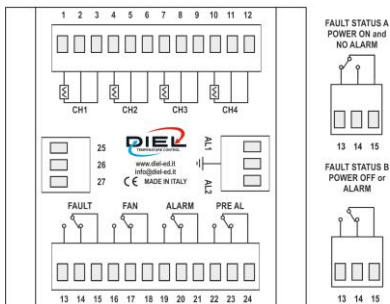 1 2 3 4 5 6 7 8 9 10 11 12
CH1 CH2 CH3 CH4
25
26
27
DIEL
TEMPERATURE CONTROL
www.diel-ed.it
info@diel-ed.it
CE MADE IN ITALY
AL1
AL2
FAULT FAN ALARM PRE AL
13 14 15 16 17 18 19 20 21 22 23 24
FAULT STATUS A
POWER ON and
NO ALARM
13 14 15
FAULT STATUS B
POWER OFF or
ALARM
13 14 15